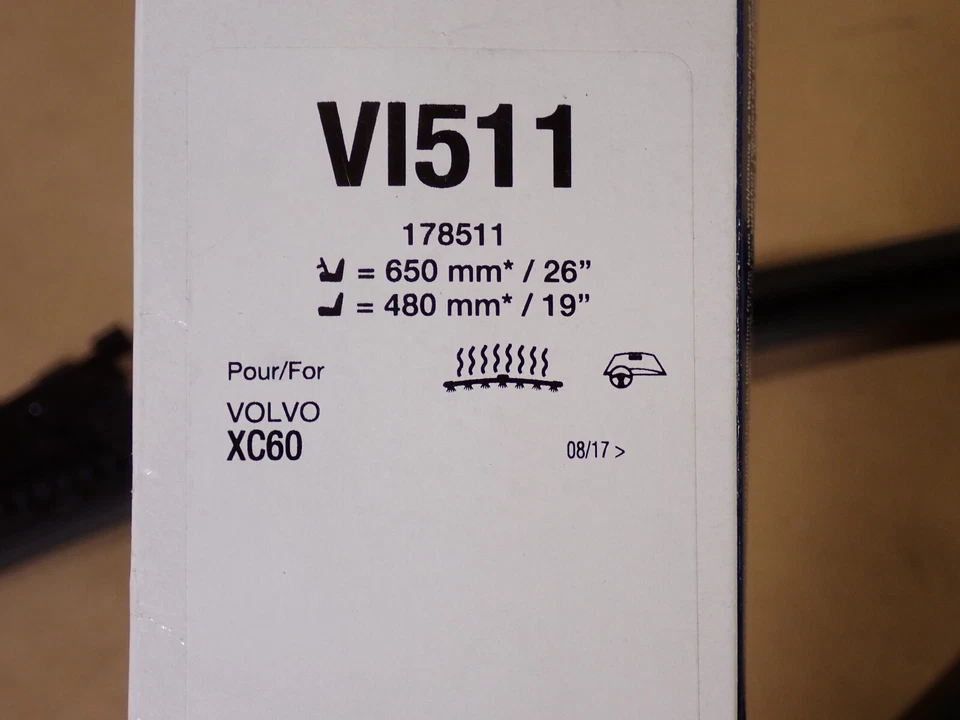 VI511
178511
= 650 mm* / 26”
= 480 mm* / 19”
Pour/For
VOLVO
XC60
08/17 >